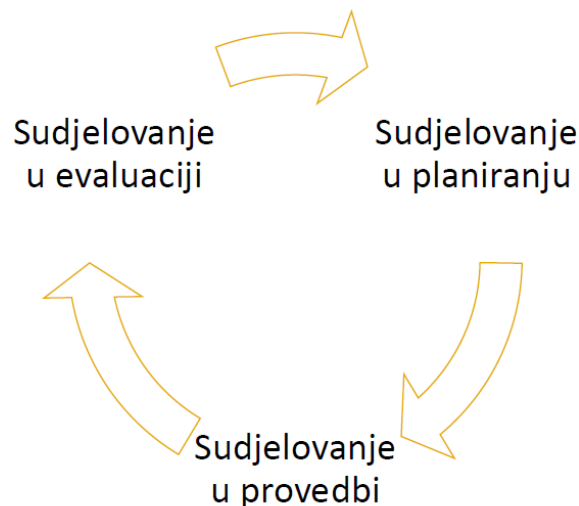 Sudjelovanje
u evaluaciji
Sudjelovanje
u planiranju
Sudjelovanje
u provedbi